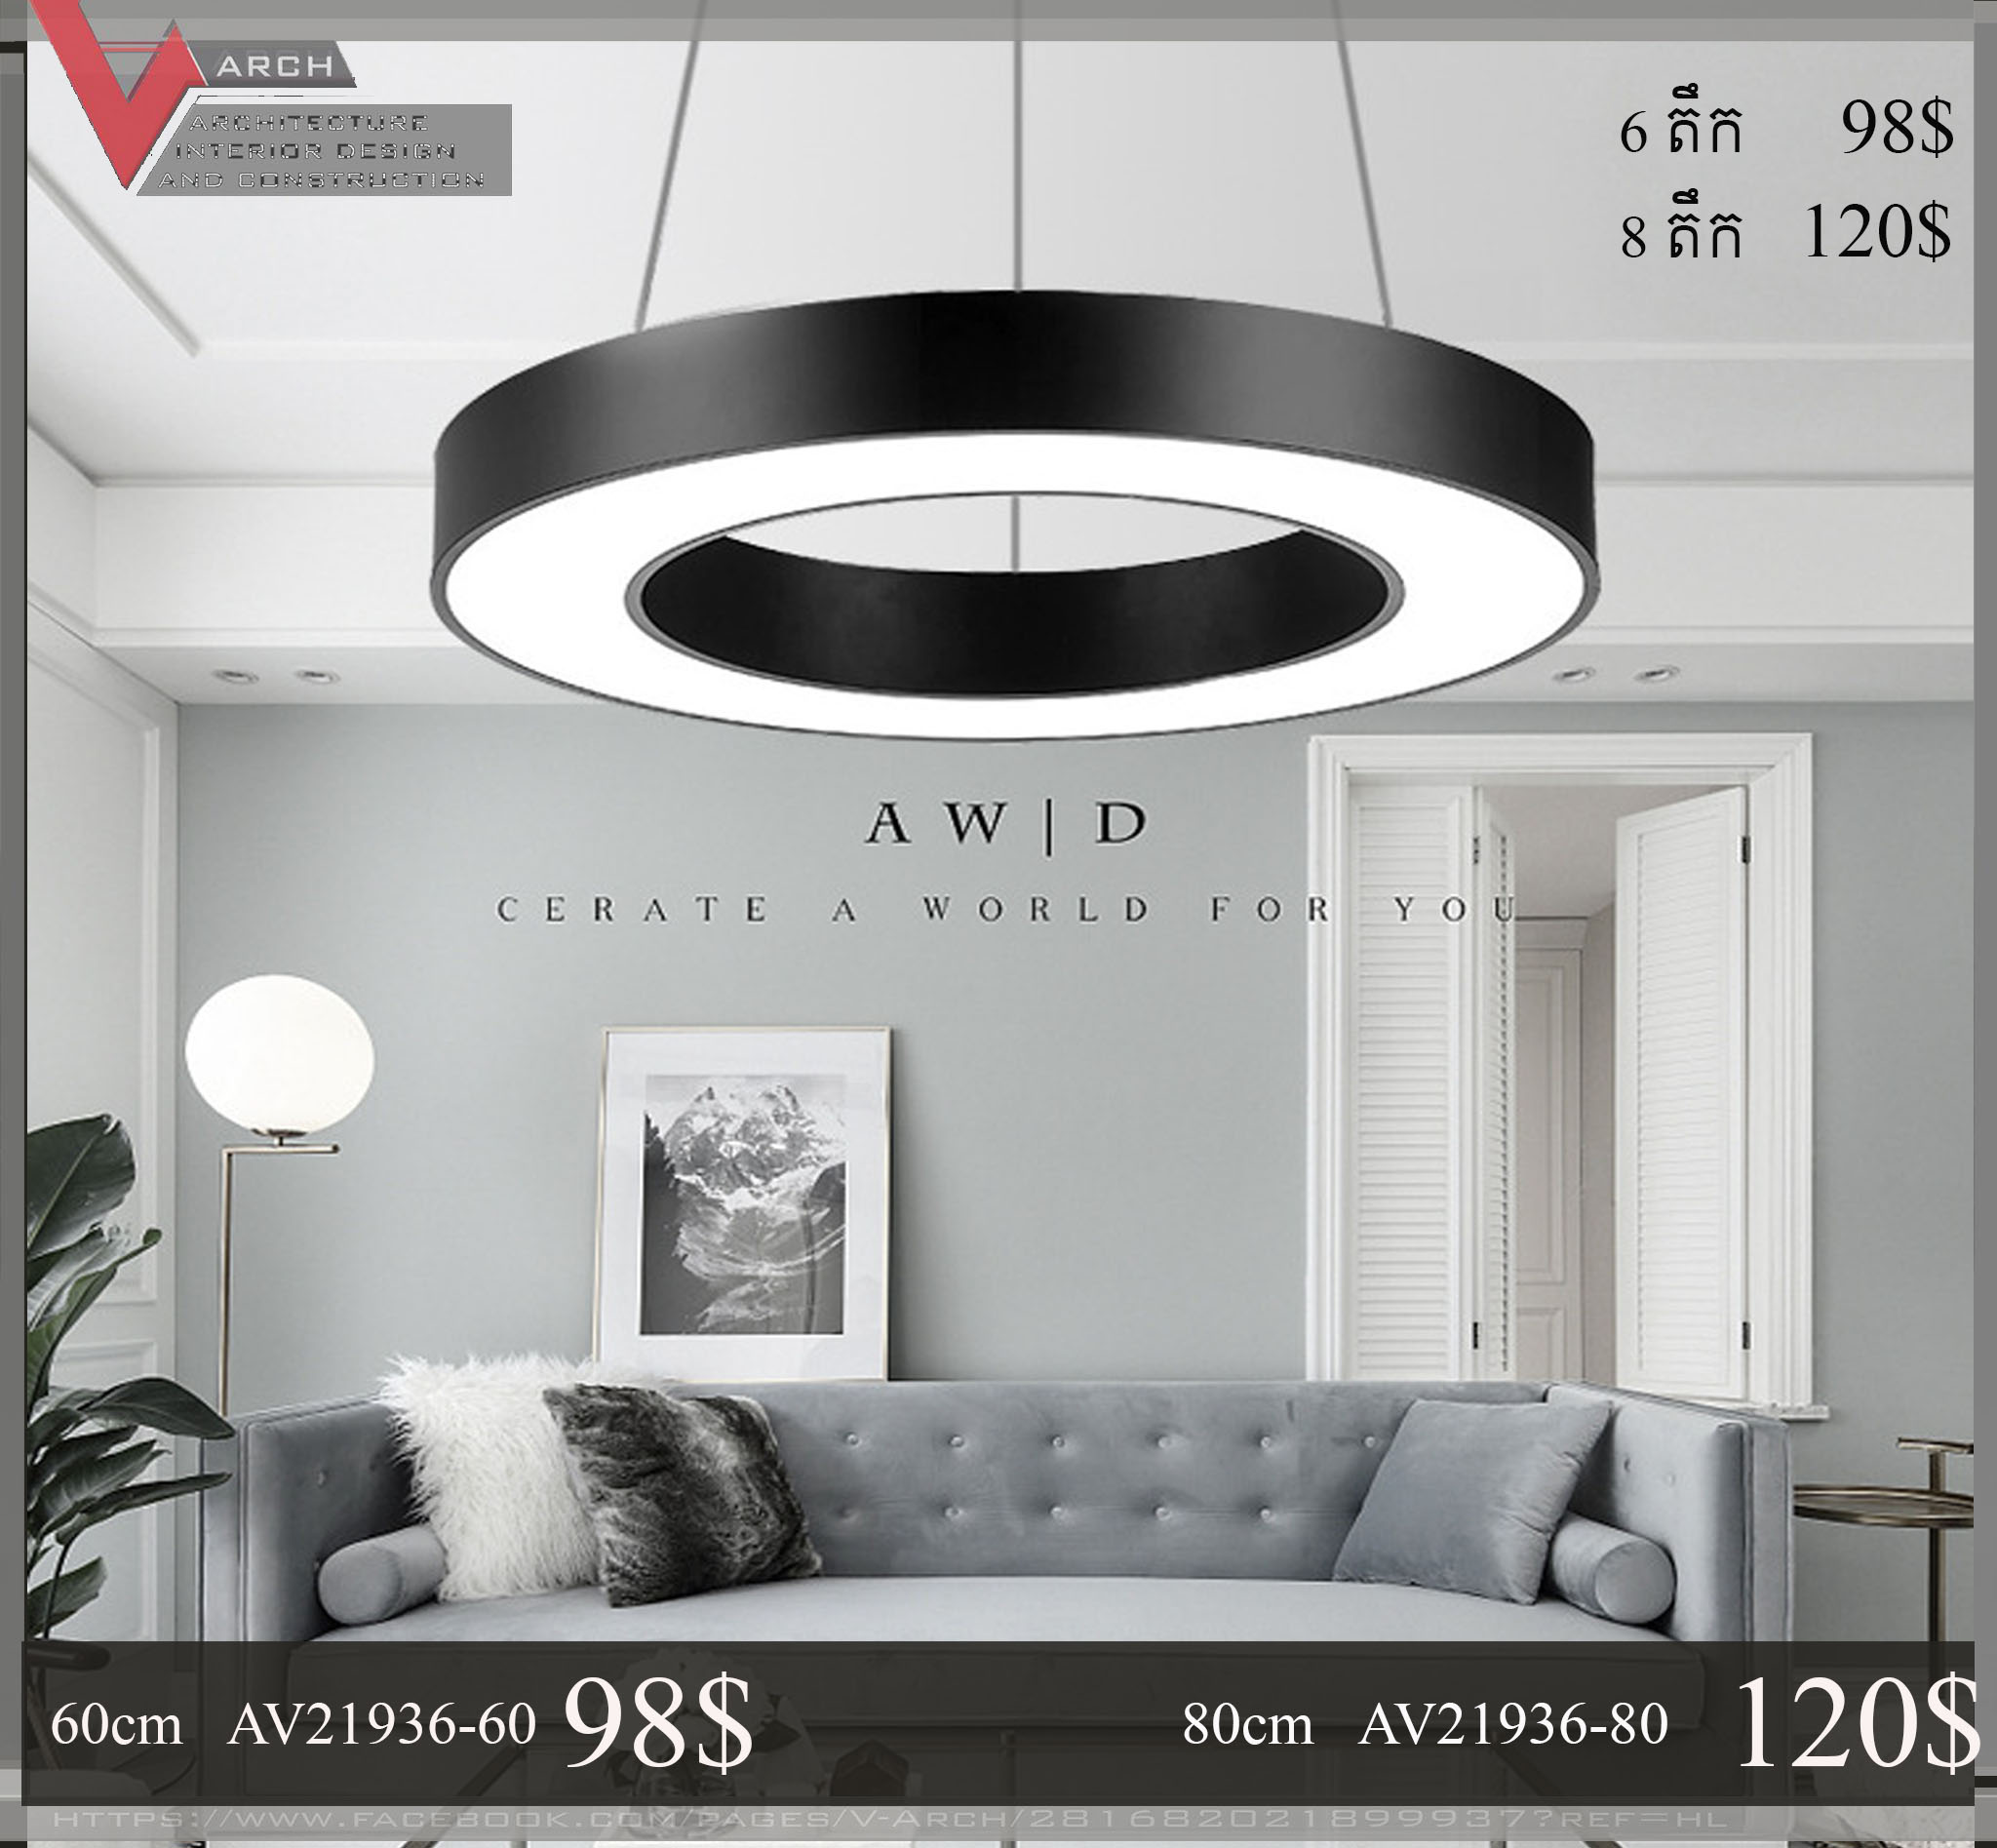 ARCH
ARCHITECTURE
INTERIOR DESIGN
AND CONSTRUCTION
6 តឹក 98$
8 តឹក 120$
A W | D
CERATE A WORLD FOR YOU
60cm AV21936-60 98$
80cm AV21936-80 120$
HTTPS://WWW.FACEBOOK.COM/PAGES/V-ARCH/281682021899937?REF=HL